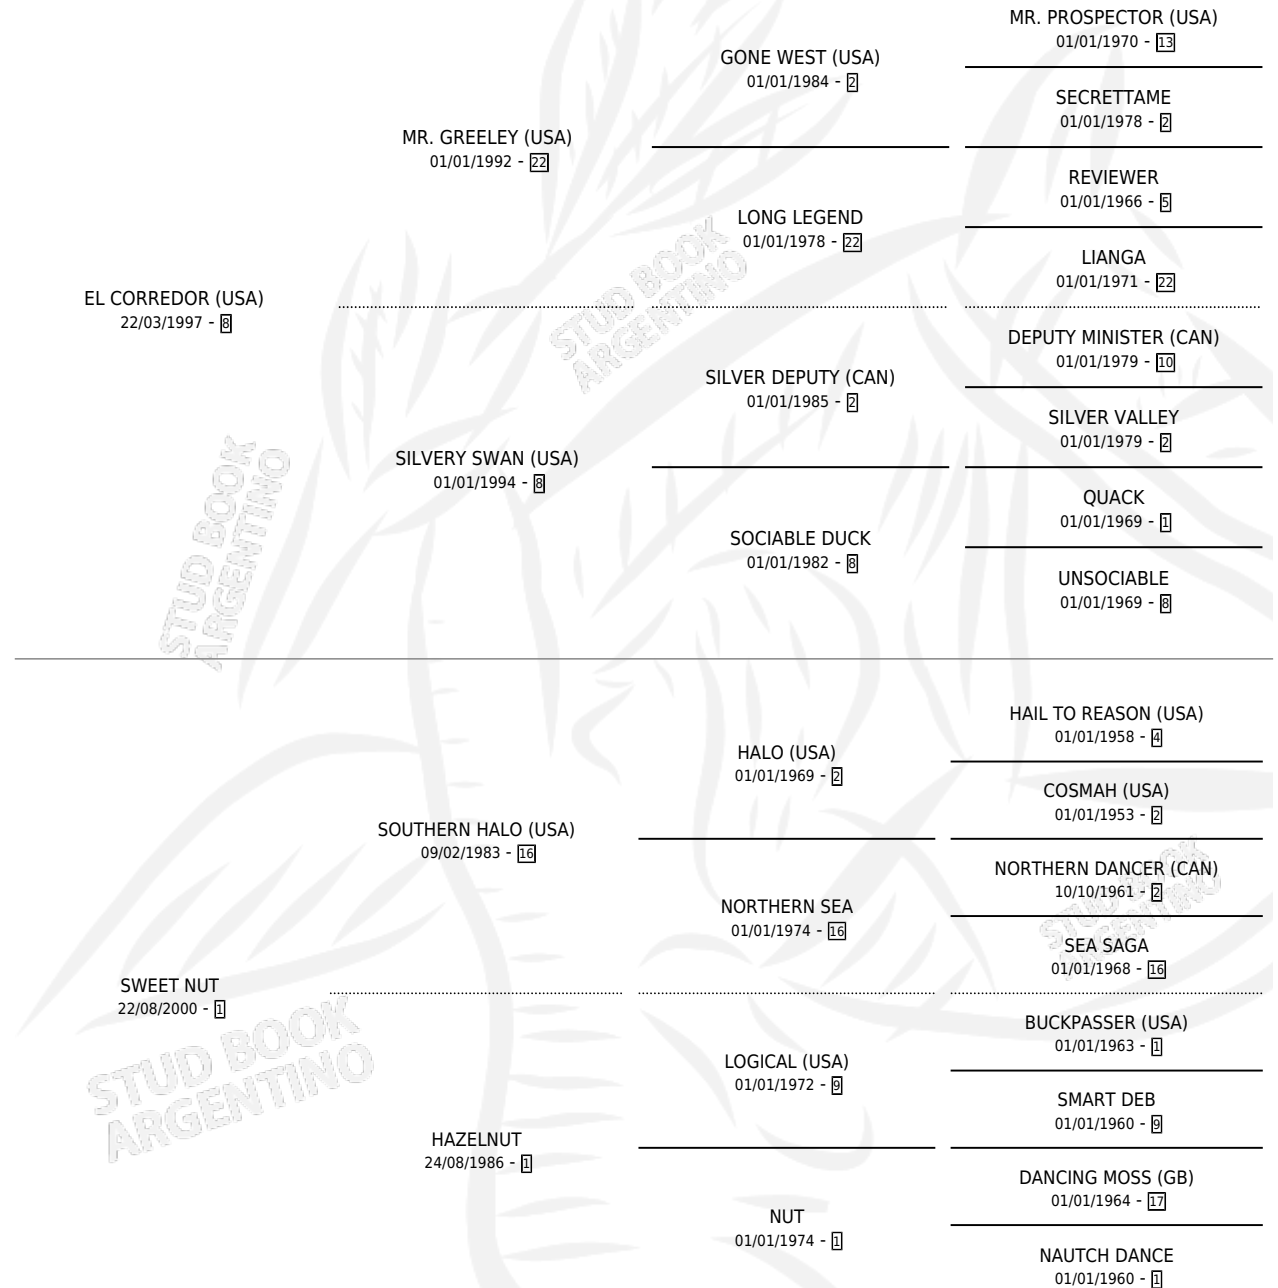 MR. PROSPECTOR (USA)
01/01/1970 - 13
GONE WEST (USA)
01/01/1984 - 2
SECRETTAME
01/01/1978 - 2
MR. GREELEY (USA)
01/01/1992 - 22
REVIEWER
01/01/1966 - 5
LONG LEGEND
01/01/1978 - 22
LIANGA
01/01/1971 - 22
EL CORREDOR (USA)
22/03/1997 - 8
STUD BOOK
ARGENTINO
DEPUTY MINISTER (CAN)
01/01/1979 - 10
SILVER DEPUTY (CAN)
01/01/1985 - 2
SILVER VALLEY
01/01/1979 - 2
SILVERY SWAN (USA)
01/01/1994 - 8
QUACK
01/01/1969 - 1
SOCIABLE DUCK
01/01/1982 - 8
UNSOCIABLE
01/01/1969 - 8
STUD BOOK
ARGENTINO
HAIL TO REASON (USA)
01/01/1958 - 4
HALO (USA)
01/01/1969 - 2
COSMAH (USA)
01/01/1953 - 2
SOUTHERN HALO (USA)
09/02/1983 - 16
NORTHERN DANCER (CAN)
10/10/1961 - 2
NORTHERN SEA
01/01/1974 - 16
STUD BOOK
ARGENTINO
SEA SAGA
01/01/1968 - 16
SWEET NUT
22/08/2000 - 1
STUD BOOK
ARGENTINO
BUCKPASSER (USA)
01/01/1963 - 1
LOGICAL (USA)
01/01/1972 - 9
SMART DEB
01/01/1960 - 9
HAZELNUT
24/08/1986 - 1
DANCING MOSS (GB)
01/01/1964 - 17
NUT
01/01/1974 - 1
NAUTCH DANCE
01/01/1960 - 1